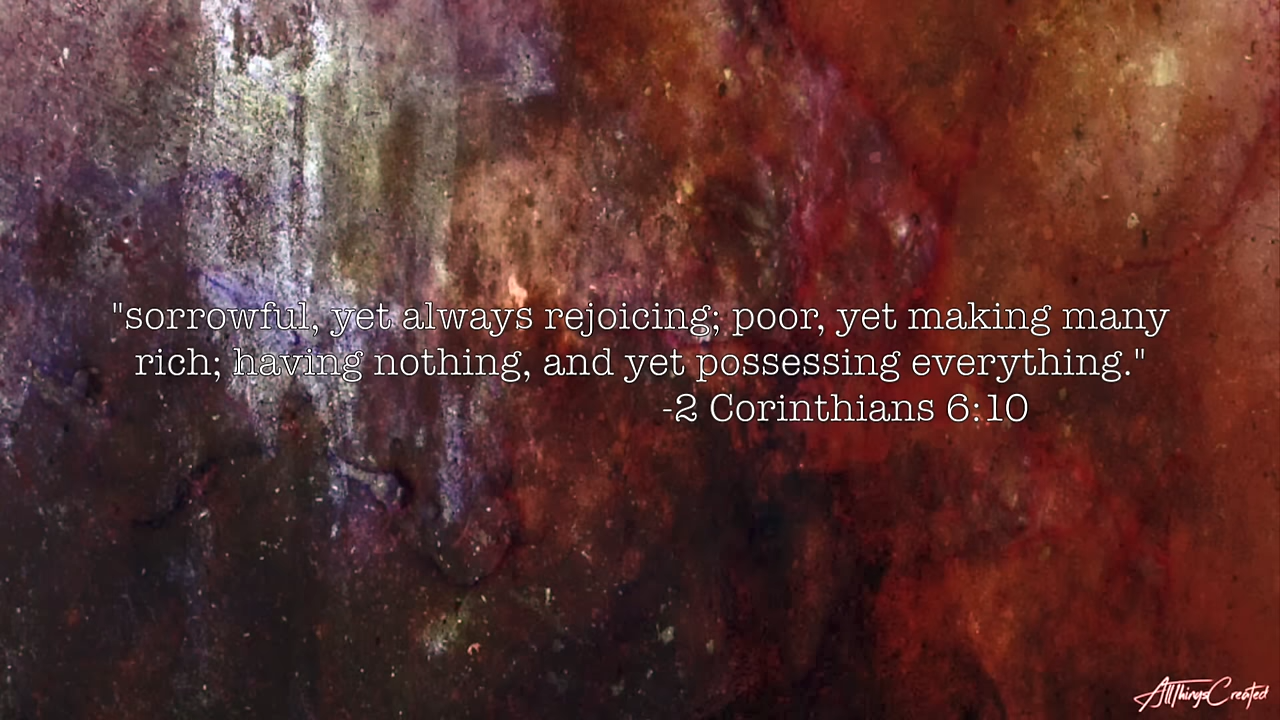 "sorrowful, yet always rejoicing; poor, yet making many
rich; having nothing, and yet possessing everything."
-2 Corinthians 6:10
AllThingsCreated